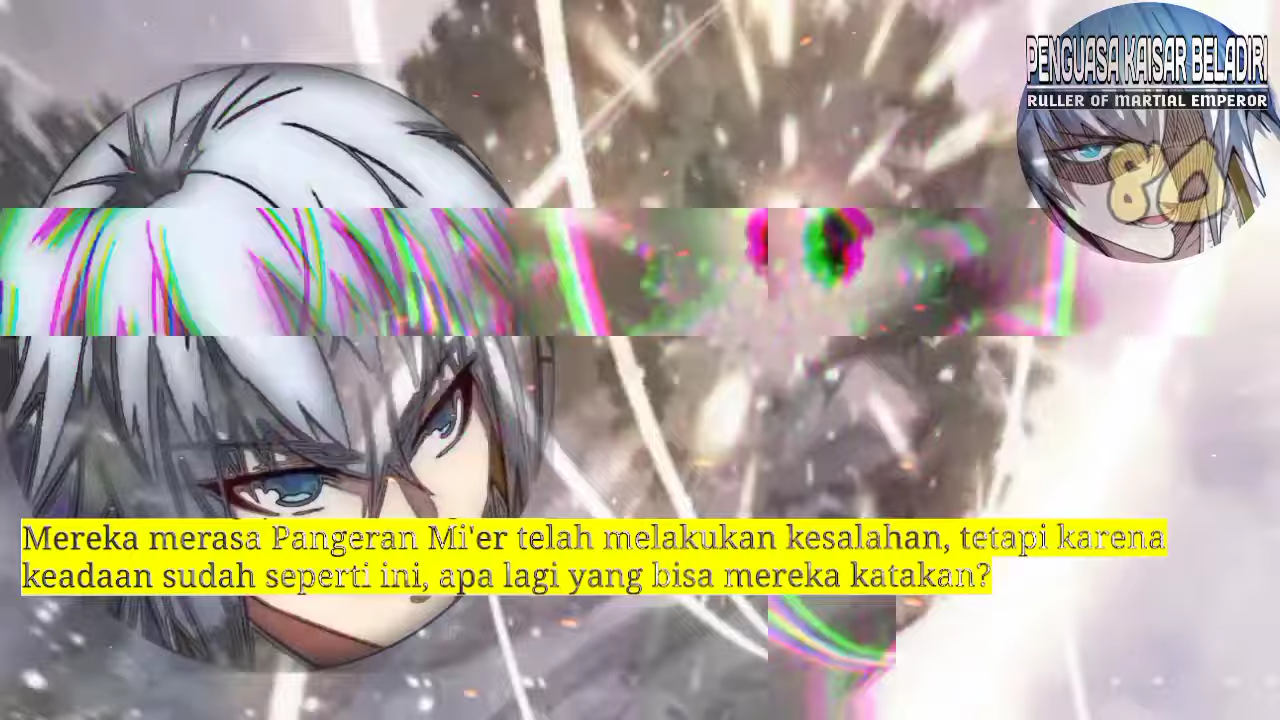 PENGUASA KAISAR BELADIRI
RULLER OF MARTIAL EMPEROR
89
Mereka merasa Pangeran Mi'er telah melakukan kesalahan, tetapi karena
keadaan sudah seperti ini, apa lagi yang bisa mereka katakan?